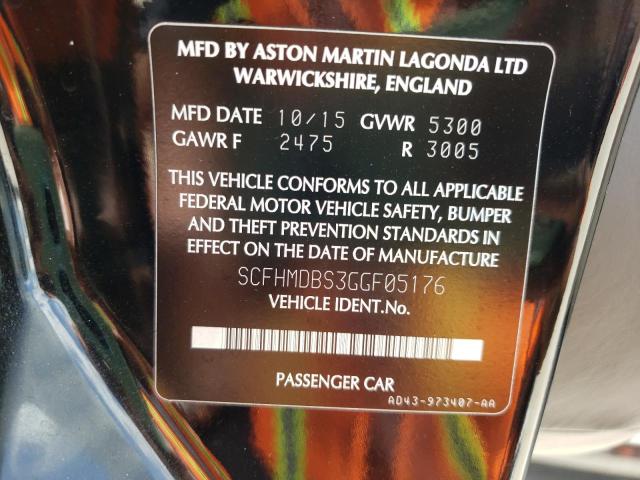 MFD BY ASTON MARTIN LAGONDA LTD
WARWICKSHIRE, ENGLAND
MFD DATE 10/15 GVWR 5300
GAWR F 2475 R 3005
THIS VEHICLE CONFORMS TO ALL APPLICABLE
FEDERAL MOTOR VEHICLE SAFETY, BUMPER
AND THEFT PREVENTION STANDARDS IN
EFFECT ON THE DATE OF MANUFACTURE
SCFHMDBS3GGF05176
VEHICLE IDENT.No.
PASSENGER CAR
AD43-973407-AA